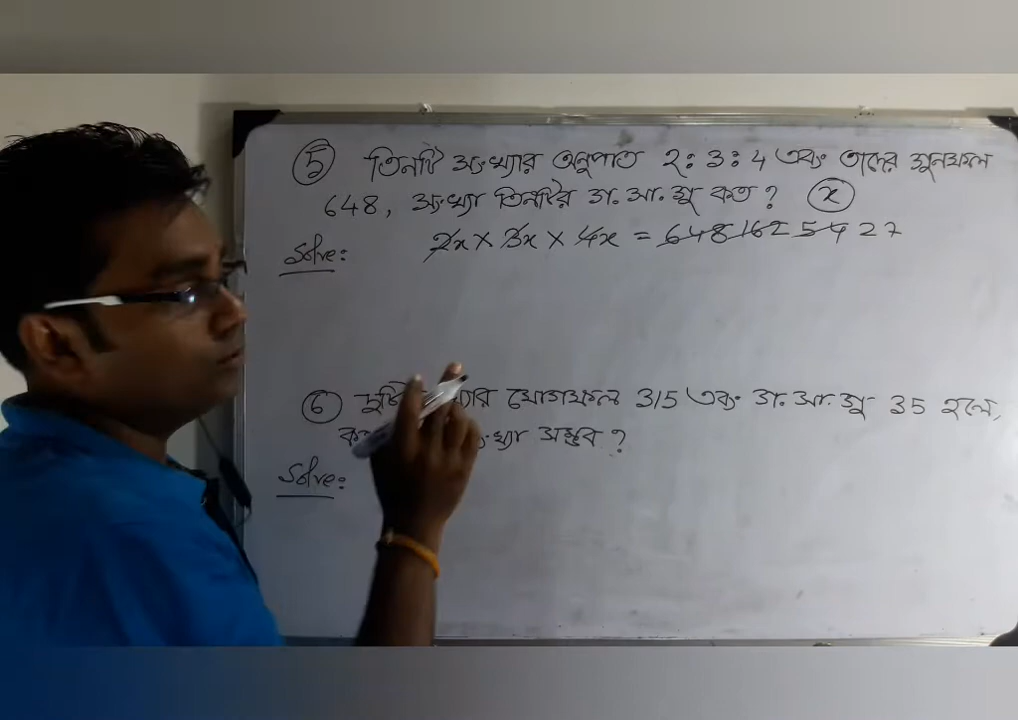 5 তিনটি সংখ্যার অনুপাত 2:3:4 এবং তাদের গুনফল
648, সংখ্যা তিনটির গ.সা.গু কত? x
Solve: 2x × 3x × 4x = 648 162 54 27
6 দুটি যোগফল 315 এবং গ.সা.গু 35 হলে,
সম্ভব?
Solve: